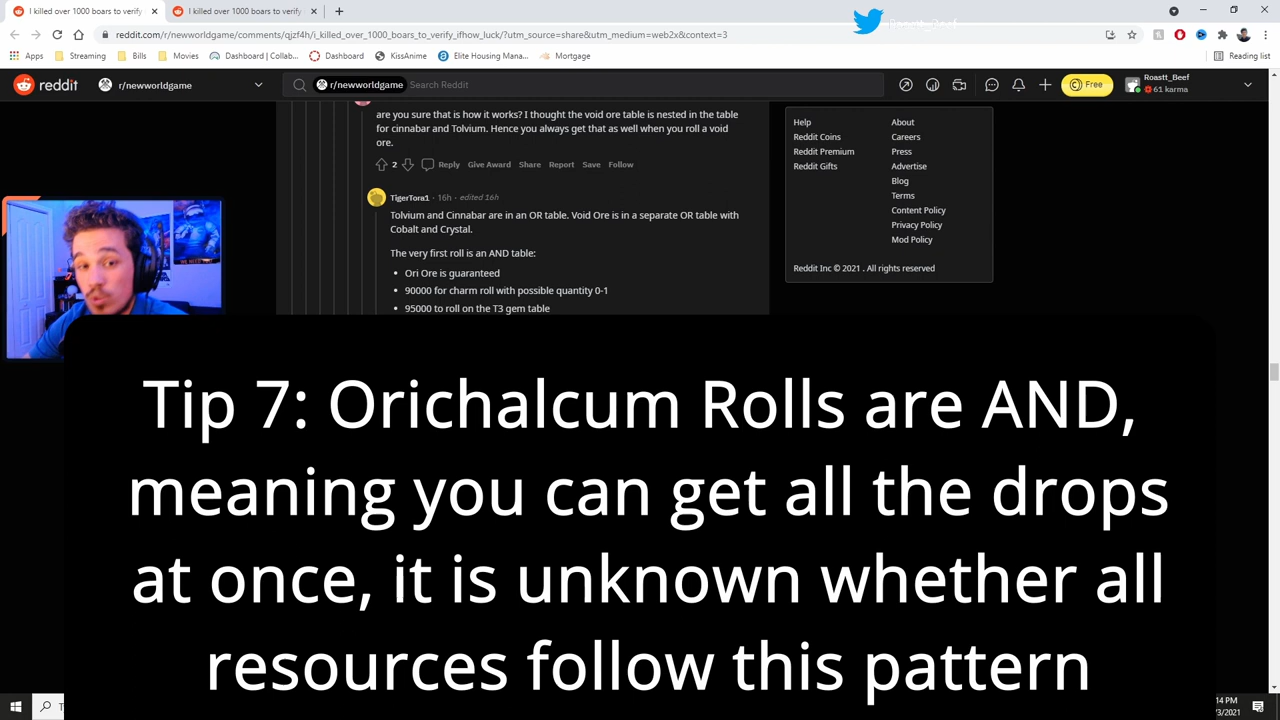 I killed over 1000 boars to verify
I killed over 1000 boars to verify
reddit.com/r/newworldgame/comments/qjzf4h/i_killed_over_1000_boars_to_verify_ifhow_luck/?utm_source=share&utm_medium=web2x&context=3
Apps
Streaming
Bills
Movies
Dashboard | Collab...
Dashboard
KissAnime
Elite Housing Mana...
Mortgage
Reading list
reddit
r/newworldgame
r/newworldgame
Search Reddit
Free
Roastt_Beef
61 karma
are you sure that is how it works? I thought the void ore table is nested in the table
for cinnabar and Tolvium. Hence you always get that as well when you roll a void
ore.
2
Reply
Give Award
Share
Report
Save
Follow
TigerTora1 · 16h · edited 16h
Tolvium and Cinnabar are in an OR table. Void Ore is in a separate OR table with
Cobalt and Crystal.
The very first roll is an AND table:
• Ori Ore is guaranteed
• 90000 for charm roll with possible quantity 0-1
• 95000 to roll on the T3 gem table
Help
About
Reddit Coins
Careers
Reddit Premium
Press
Reddit Gifts
Advertise
Blog
Terms
Content Policy
Privacy Policy
Mod Policy
Reddit Inc © 2021 . All rights reserved
Tip 7: Orichalcum Rolls are AND,
meaning you can get all the drops
at once, it is unknown whether all
resources follow this pattern